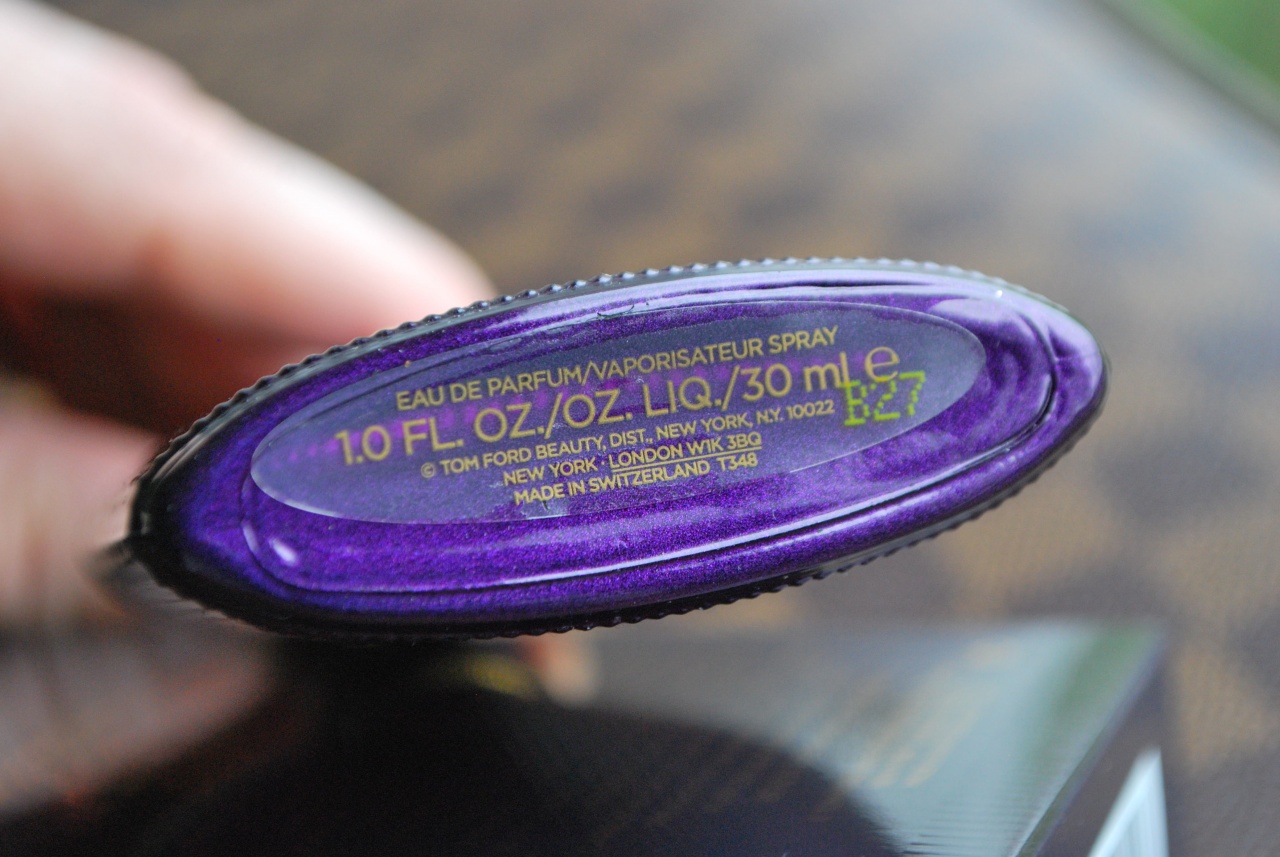 EAU DE PARFUM/VAPORISATEUR SPRAY
1.0 FL. OZ./OZ. LIQ./30 ml e
B27
© TOM FORD BEAUTY, DIST., NEW YORK, N.Y. 10022
NEW YORK · LONDON W1K 3BQ
MADE IN SWITZERLAND T348